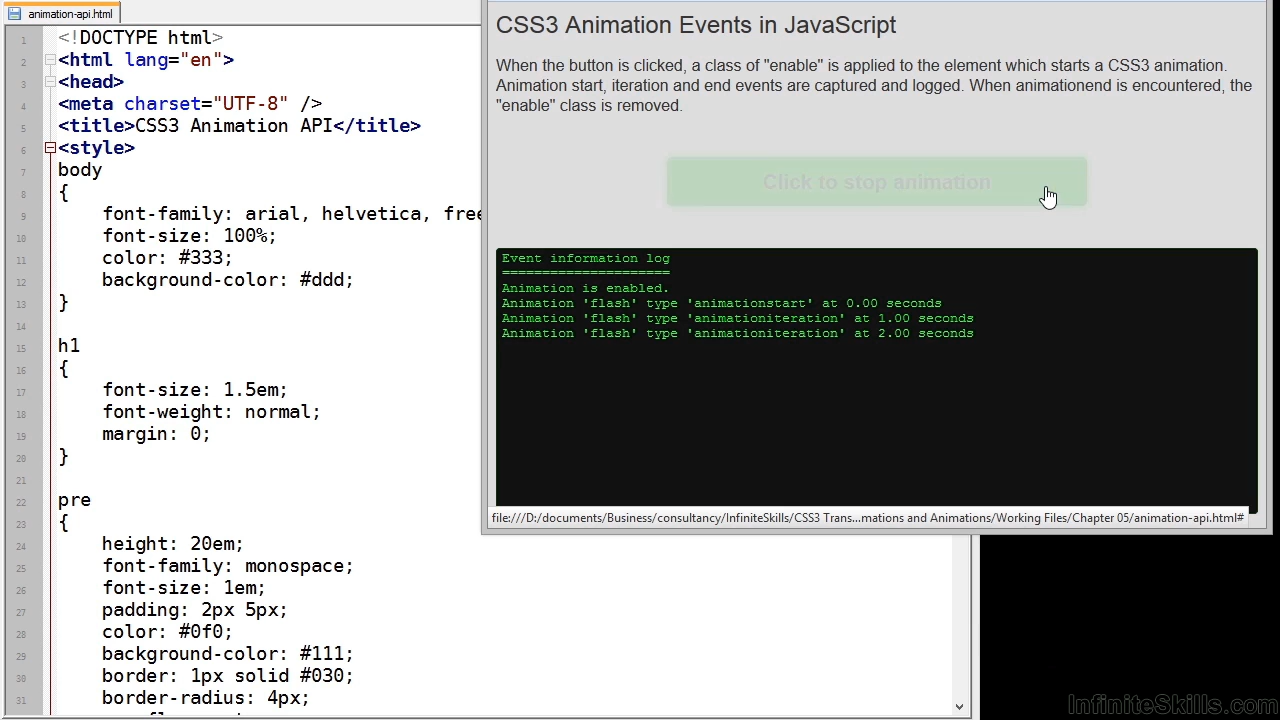 animation-api.html
1 <!DOCTYPE html>
2 <html lang="en">
3 <head>
4 <meta charset="UTF-8" />
5 <title>CSS3 Animation API</title>
6 <style>
7 body
8 {
9 font-family: arial, helvetica, free
10 font-size: 100%;
11 color: #333;
12 background-color: #ddd;
13 }
14
15 h1
16 {
17 font-size: 1.5em;
18 font-weight: normal;
19 margin: 0;
20 }
21
22 pre
23 {
24 height: 20em;
25 font-family: monospace;
26 font-size: 1em;
27 padding: 2px 5px;
28 color: #0f0;
29 background-color: #111;
30 border: 1px solid #030;
31 border-radius: 4px;
CSS3 Animation Events in JavaScript
When the button is clicked, a class of "enable" is applied to the element which starts a CSS3 animation.
Animation start, iteration and end events are captured and logged. When animationend is encountered, the
"enable" class is removed.
Click to stop animation
Event information log
=====================
Animation is enabled.
Animation 'flash' type 'animationstart' at 0.00 seconds
Animation 'flash' type 'animationiteration' at 1.00 seconds
Animation 'flash' type 'animationiteration' at 2.00 seconds
file:///D:/documents/Business/consultancy/InfiniteSkills/CSS3 Trans...mations and Animations/Working Files/Chapter 05/animation-api.html#
InfiniteSkills.com